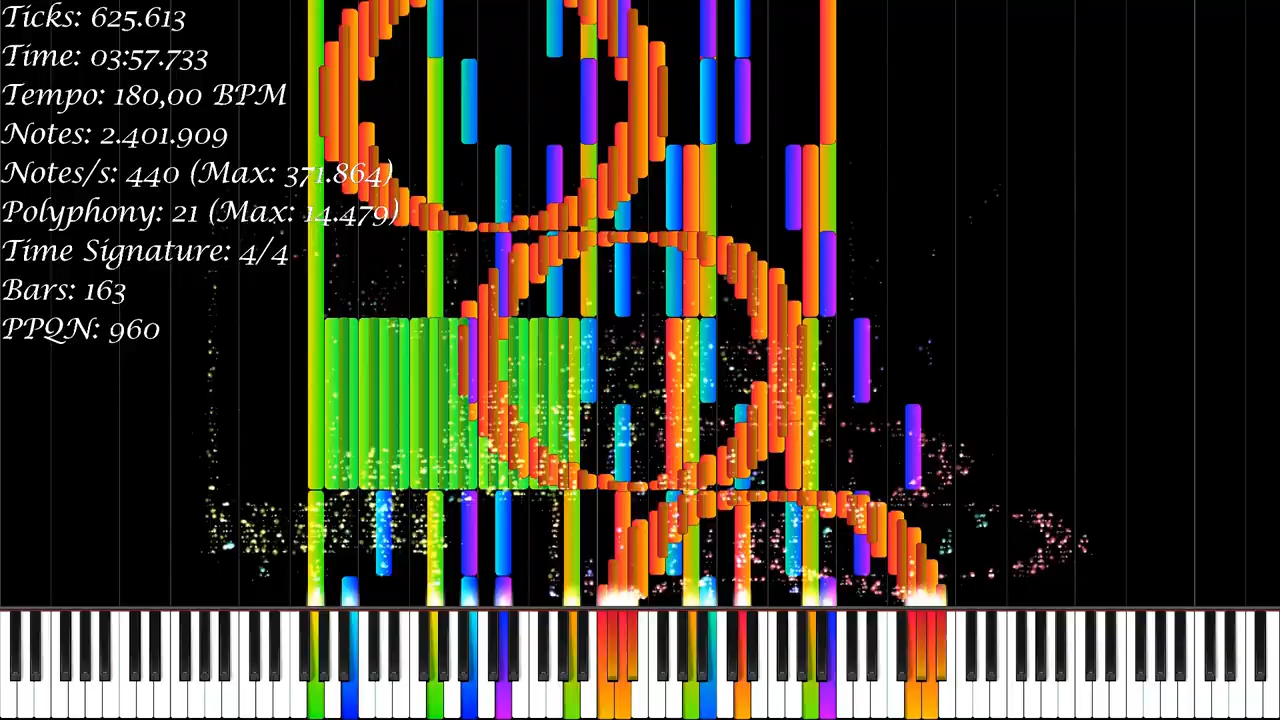 Ticks: 625.613
Time: 03:57.733
Tempo: 180,00 BPM
Notes: 2.401.909
Notes/s: 440 (Max: 371.864)
Polyphony: 21 (Max: 14.479)
Time Signature: 4/4
Bars: 163
PPQN: 960